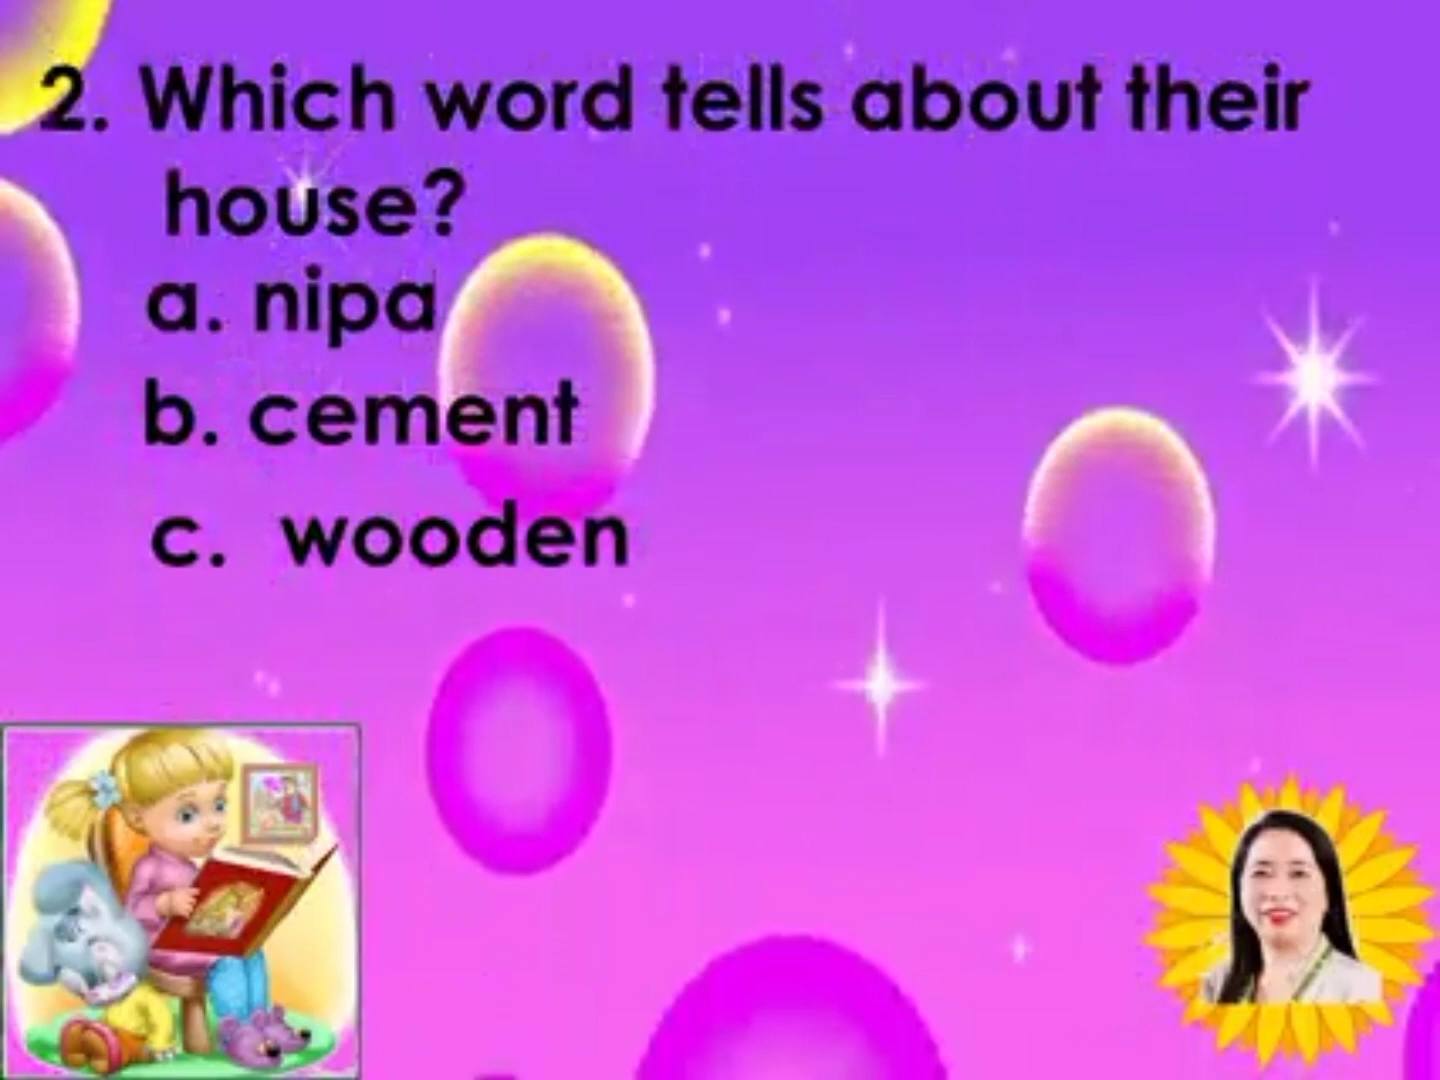 2. Which word tells about their
house?
a. nipa
b. cement
c. wooden